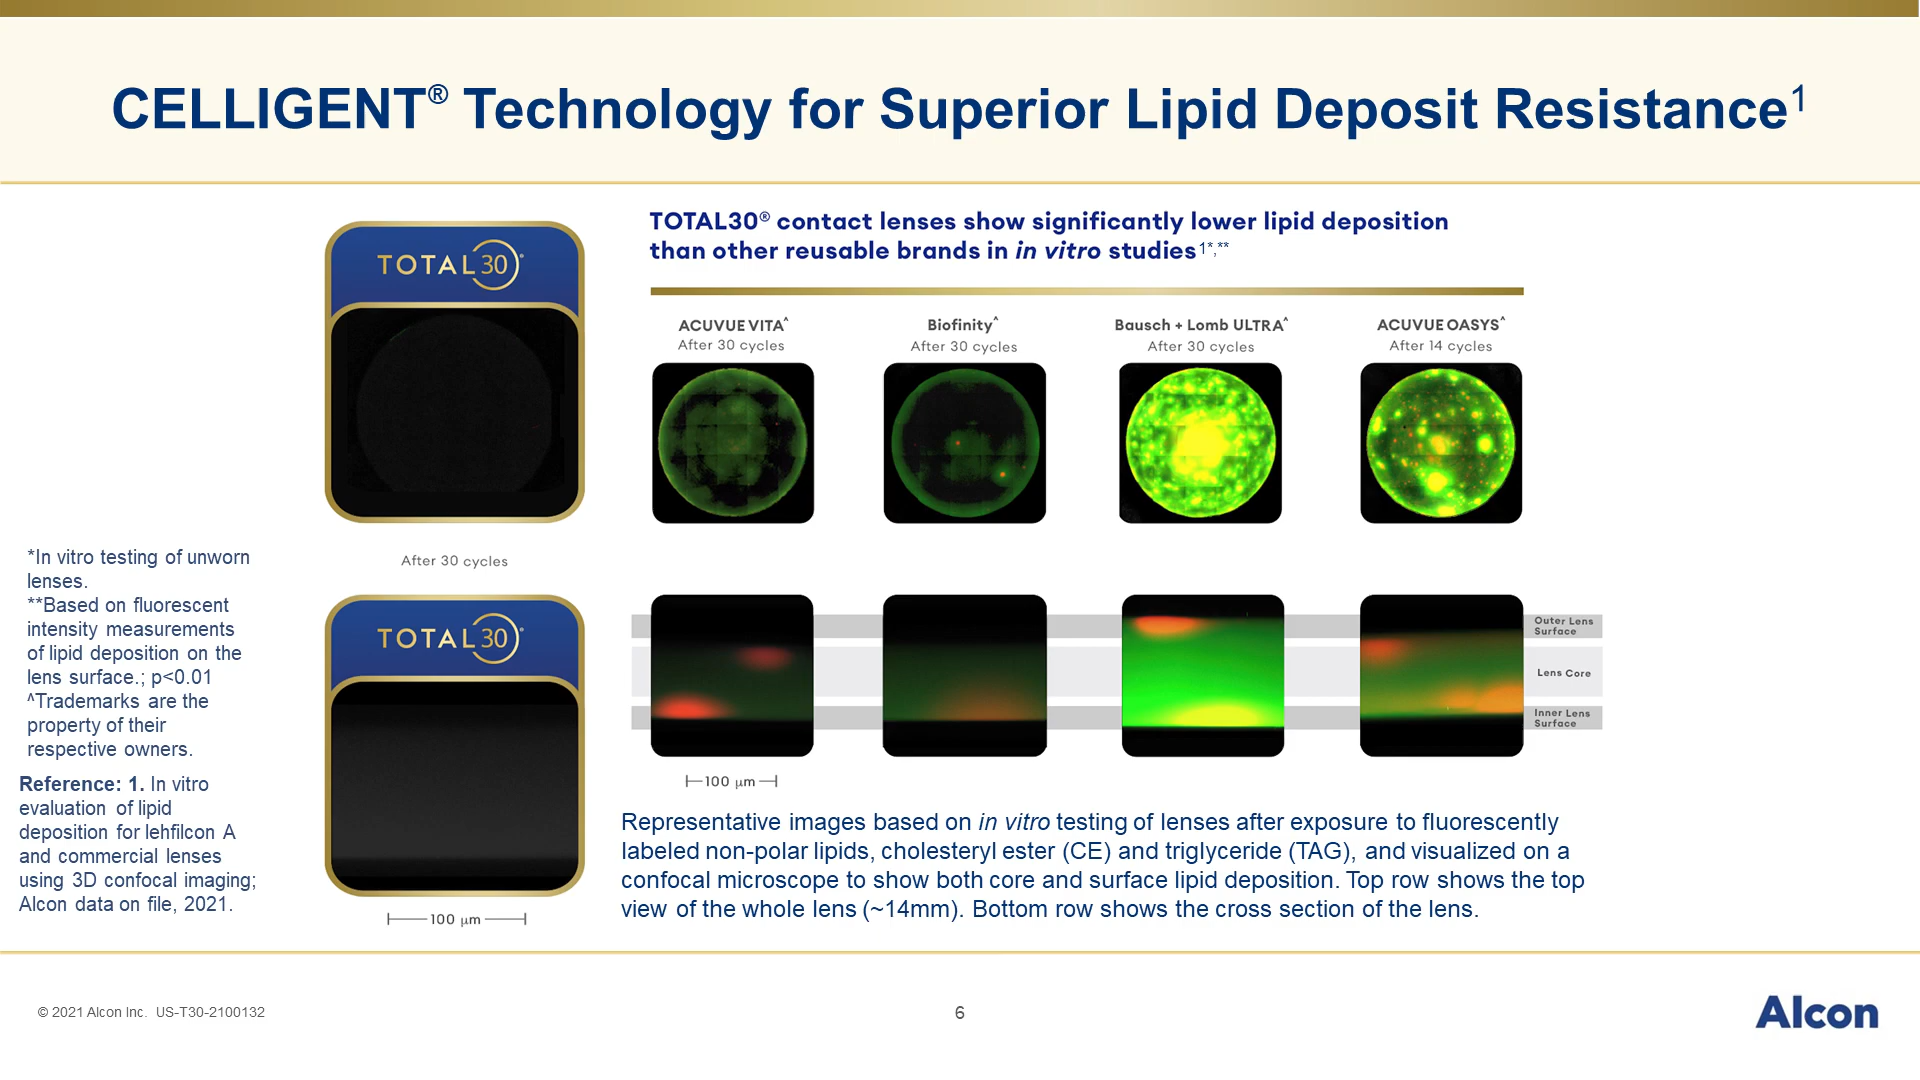 CELLIGENT® Technology for Superior Lipid Deposit Resistance1
TOTAL30® contact lenses show significantly lower lipid deposition
than other reusable brands in in vitro studies1*,**
TOTAL30®
ACUVUE VITA^
After 30 cycles
Biofinity^
After 30 cycles
Bausch + Lomb ULTRA^
After 30 cycles
ACUVUE OASYS^
After 14 cycles
After 30 cycles
TOTAL30®
Outer Lens
Surface
Lens Core
Inner Lens
Surface
100 µm
100 µm
*In vitro testing of unworn
lenses.
**Based on fluorescent
intensity measurements
of lipid deposition on the
lens surface.; p<0.01
^Trademarks are the
property of their
respective owners.
Reference: 1. In vitro
evaluation of lipid
deposition for lehfilcon A
and commercial lenses
using 3D confocal imaging;
Alcon data on file, 2021.
Representative images based on in vitro testing of lenses after exposure to fluorescently
labeled non-polar lipids, cholesteryl ester (CE) and triglyceride (TAG), and visualized on a
confocal microscope to show both core and surface lipid deposition. Top row shows the top
view of the whole lens (~14mm). Bottom row shows the cross section of the lens.
© 2021 Alcon Inc. US-T30-2100132
6
Alcon